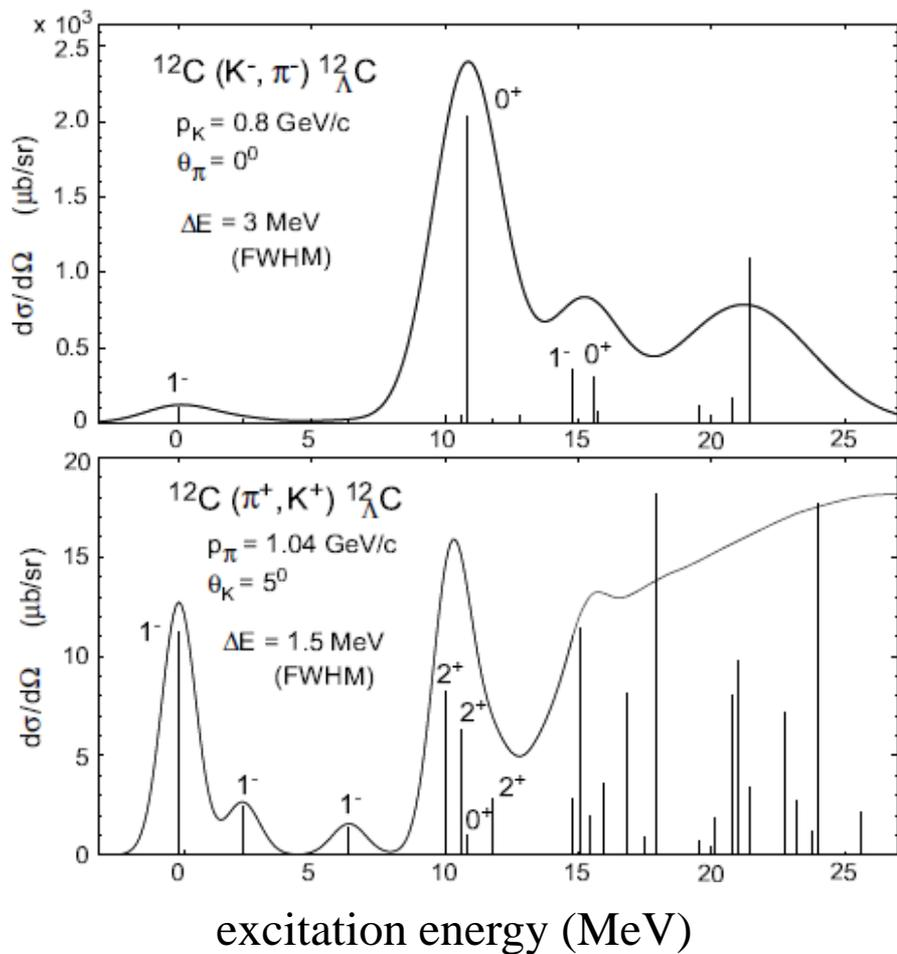 x 10³
2.5
2.0
1.5
1.0
0.5
0
dσ/dΩ (μb/sr)
¹²C (K⁻, π⁻) ¹²ΛC
p_K = 0.8 GeV/c
θ_π = 0⁰
ΔE = 3 MeV
(FWHM)
1⁻
0⁺
1⁻ 0⁺
0 5 10 15 20 25
20
15
10
5
0
dσ/dΩ (μb/sr)
¹²C (π⁺, K⁺) ¹²ΛC
p_π = 1.04 GeV/c
θ_K = 5⁰
ΔE = 1.5 MeV
(FWHM)
1⁻
1⁻
1⁻
2⁺
2⁺
0⁺
2⁺
0 5 10 15 20 25
excitation energy (MeV)